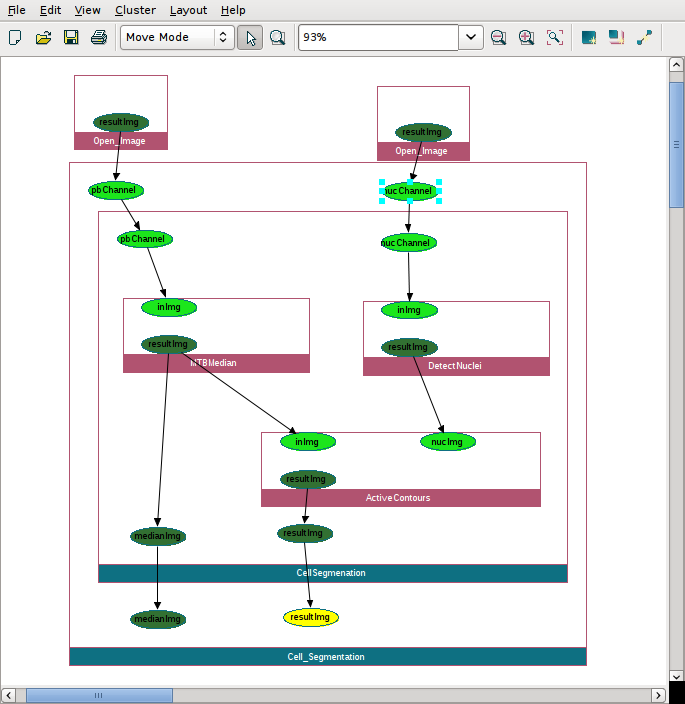 File Edit View Cluster Layout Help
Move Mode 93%
resultImg
Open_Image
resultImg
Open_Image
pbChannel
nucChannel
pbChannel
nucChannel
inImg
inImg
resultImg
resultImg
MTBMedian
DetectNuclei
inImg
nucImg
resultImg
ActiveContours
medianImg
resultImg
CellSegmenation
medianImg
resultImg
Cell_Segmentation